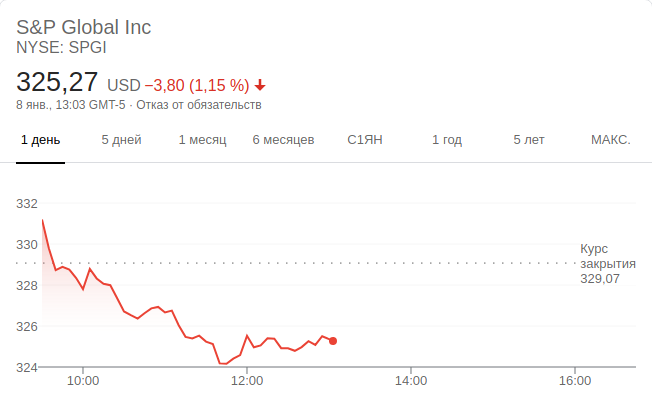 S&P Global Inc
NYSE: SPGI
325,27 USD −3,80 (1,15 %)
8 янв., 13:03 GMT-5 · Отказ от обязательств
1 день 5 дней 1 месяц 6 месяцев С1ЯН 1 год 5 лет МАКС.
332
330
Курс
закрытия
329,07
328
326
324
10:00 12:00 14:00 16:00